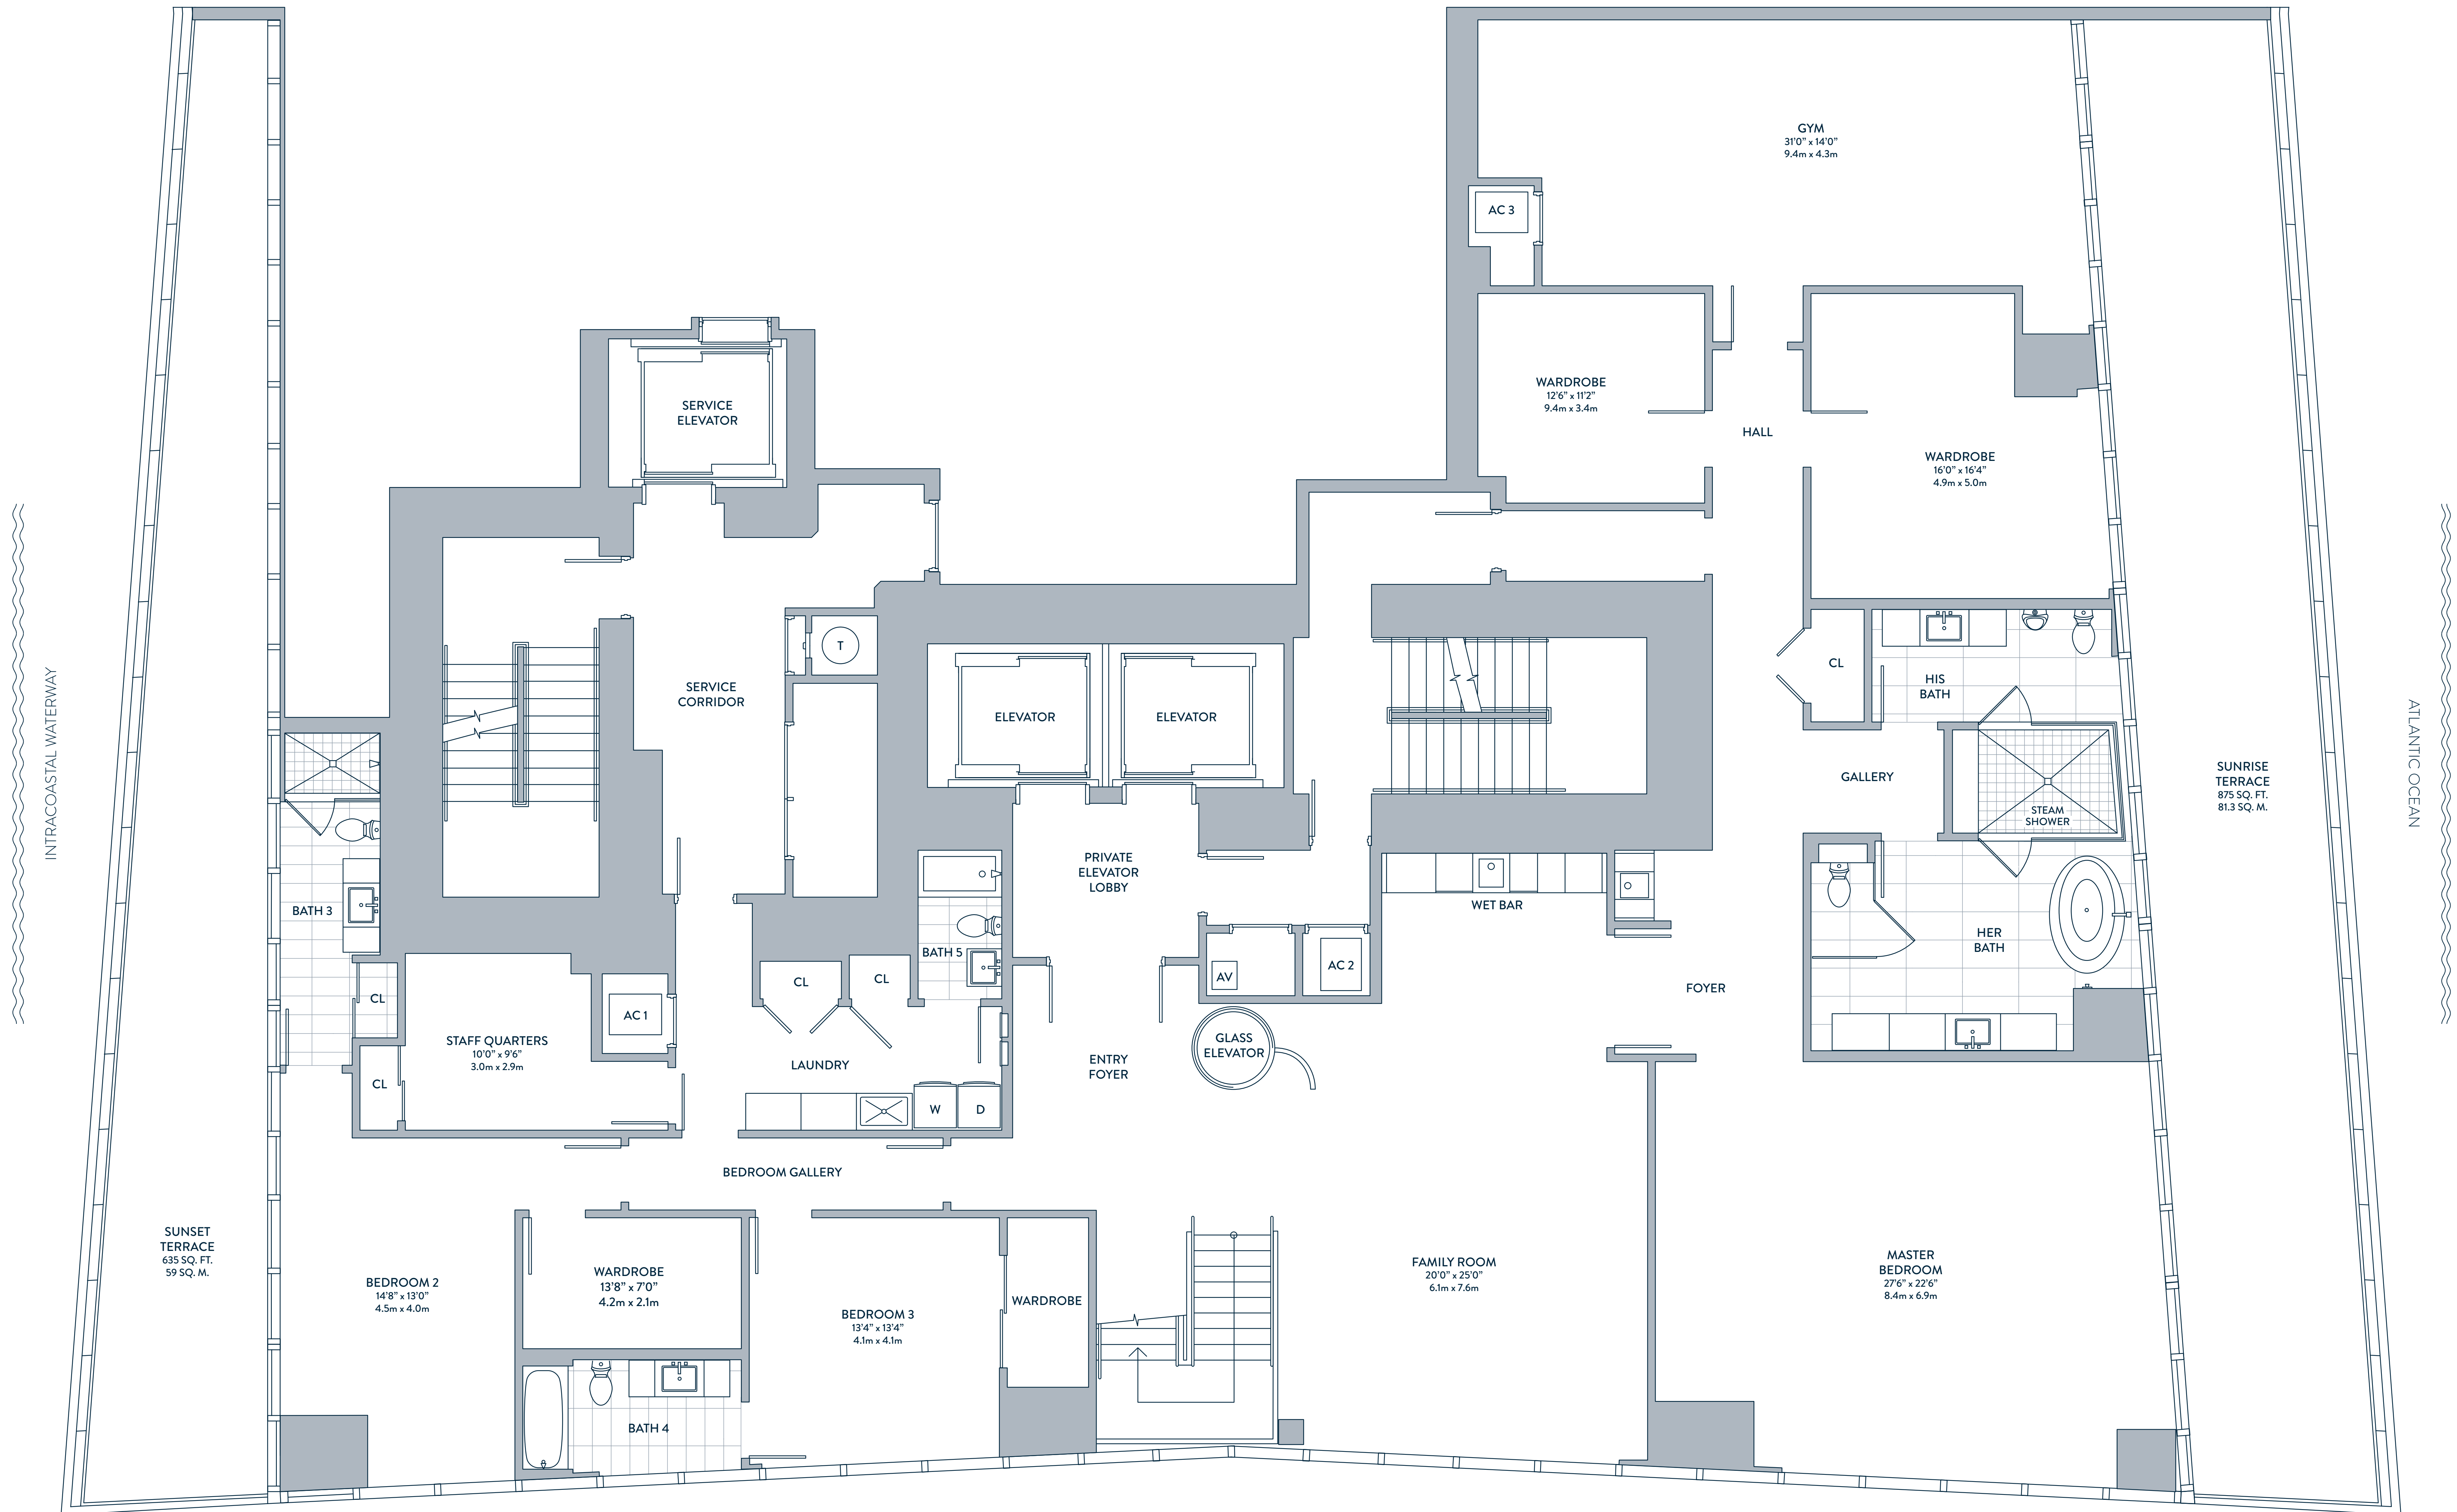 GYM
31'0" x 14'0"
9.4m x 4.3m
AC 3
WARDROBE
12'6" x 11'2"
9.4m x 3.4m
SERVICE
ELEVATOR
HALL
WARDROBE
16'0" x 16'4"
4.9m x 5.0m
T
SERVICE
CORRIDOR
ELEVATOR
ELEVATOR
CL
HIS
BATH
INTRACOASTAL WATERWAY
ATLANTIC OCEAN
GALLERY
STEAM
SHOWER
SUNRISE
TERRACE
875 SQ. FT.
81.3 SQ. M.
PRIVATE
ELEVATOR
LOBBY
BATH 3
WET BAR
BATH 5
HER
BATH
CL
CL
CL
AV
AC 2
FOYER
AC 1
STAFF QUARTERS
10'0" x 9'6"
3.0m x 2.9m
CL
LAUNDRY
ENTRY
FOYER
GLASS
ELEVATOR
W
D
BEDROOM GALLERY
SUNSET
TERRACE
635 SQ. FT.
59 SQ. M.
BEDROOM 2
14'8" x 13'0"
4.5m x 4.0m
WARDROBE
13'8" x 7'0"
4.2m x 2.1m
BEDROOM 3
13'4" x 13'4"
4.1m x 4.1m
WARDROBE
FAMILY ROOM
20'0" x 25'0"
6.1m x 7.6m
MASTER
BEDROOM
27'6" x 22'6"
8.4m x 6.9m
BATH 4